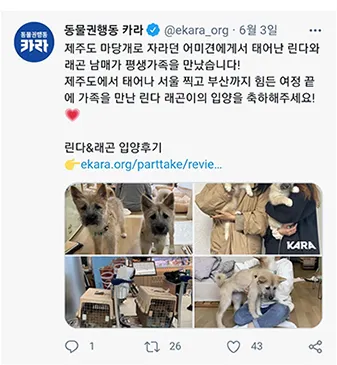 동물권행동 카라 @ekara_org · 6월 3일
동물권행동
카라
제주도 마당개로 자라던 어미견에게서 태어난 린다와
래곤 남매가 평생가족을 만났습니다!
제주도에서 태어나 서울 찍고 부산까지 힘든 여정 끝
에 가족을 만난 린다 래곤이의 입양을 축하해주세요!
린다&래곤 입양후기
👉ekara.org/parttake/revie…
KARA
1 26 43